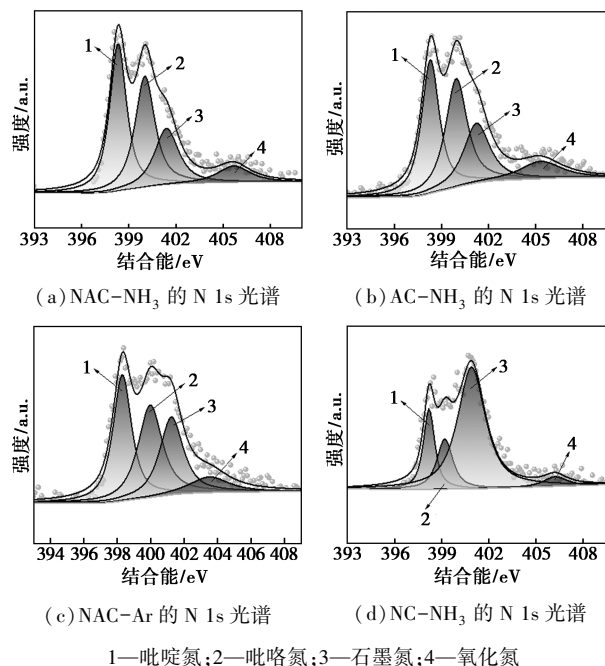 强度/a.u.
1
2
3
4
393 396 399 402 405 408
结合能/eV
(a)NAC-NH₃ 的 N 1s 光谱
强度/a.u.
1
2
3
4
393 396 399 402 405 408
结合能/eV
(b)AC-NH₃ 的 N 1s 光谱
强度/a.u.
1
2
3
4
394 396 398 400 402 404 406 408
结合能/eV
(c)NAC-Ar 的 N 1s 光谱
强度/a.u.
1
2
3
4
393 396 399 402 405 408
结合能/eV
(d)NC-NH₃ 的 N 1s 光谱
1—吡啶氮;2—吡咯氮;3—石墨氮;4—氧化氮